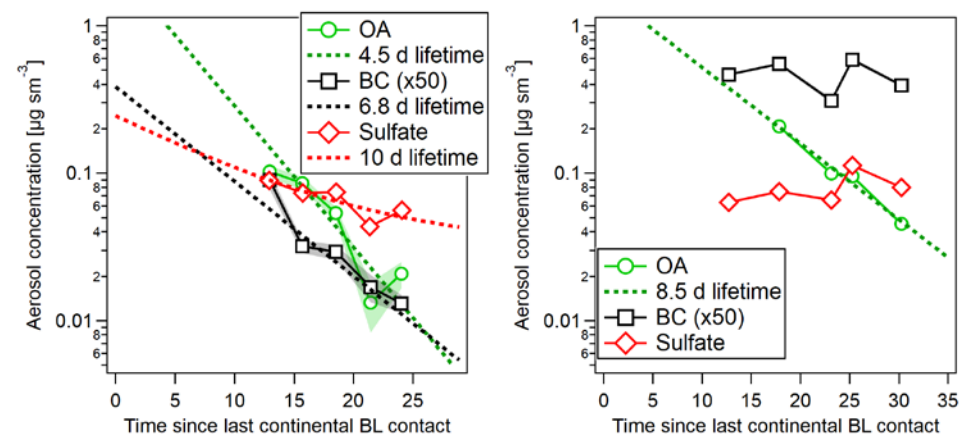 Aerosol concentration [µg sm⁻³]
1
8
6
4
2
0.1
8
6
4
2
0.01
8
6
4
OA
4.5 d lifetime
BC (x50)
6.8 d lifetime
Sulfate
10 d lifetime
0 5 10 15 20 25
Time since last continental BL contact
Aerosol concentration [µg sm⁻³]
1
8
6
4
2
0.1
8
6
4
2
0.01
8
6
OA
8.5 d lifetime
BC (x50)
Sulfate
0 5 10 15 20 25 30 35
Time since last continental BL contact